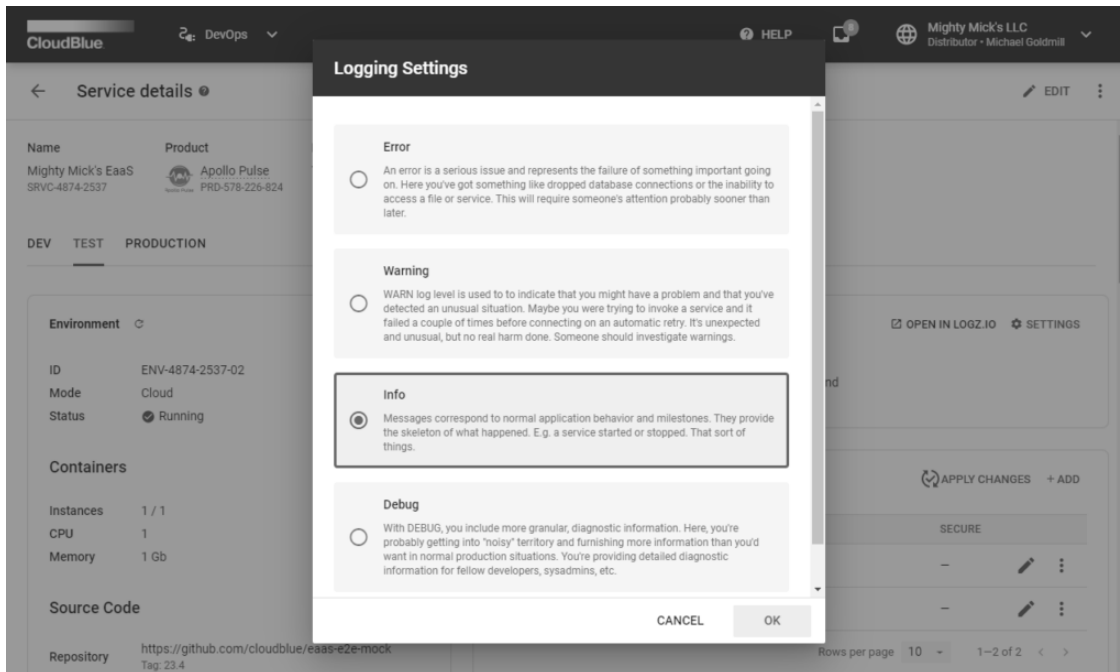 CloudBlue
DevOps
HELP
Mighty Mick's LLC
Distributor • Michael Goldmill
Logging Settings
Service details
EDIT
Name
Product
Mighty Mick's EaaS
SRVC-4874-2537
Apollo Pulse
PRD-578-226-824
DEV TEST PRODUCTION
Error
An error is a serious issue and represents the failure of something important going
on. Here you've got something like dropped database connections or the inability to
access a file or service. This will require someone's attention probably sooner than
later.
Warning
WARN log level is used to to indicate that you might have a problem and that you've
detected an unusual situation. Maybe you were trying to invoke a service and it
failed a couple of times before connecting on an automatic retry. It's unexpected
and unusual, but no real harm done. Someone should investigate warnings.
Info
Messages correspond to normal application behavior and milestones. They provide
the skeleton of what happened. E.g. a service started or stopped. That sort of
things.
Debug
With DEBUG, you include more granular, diagnostic information. Here, you're
probably getting into "noisy" territory and furnishing more information than you'd
want in normal production situations. You're providing detailed diagnostic
information for fellow developers, sysadmins, etc.
CANCEL OK
Environment
ID ENV-4874-2537-02
Mode Cloud
Status Running
Containers
Instances 1 / 1
CPU 1
Memory 1 Gb
Source Code
Repository https://github.com/cloudblue/eaas-e2e-mock
Tag: 23.4
OPEN IN LOGZ.IO SETTINGS
nd
APPLY CHANGES + ADD
SECURE
–
–
Rows per page 10 1–2 of 2